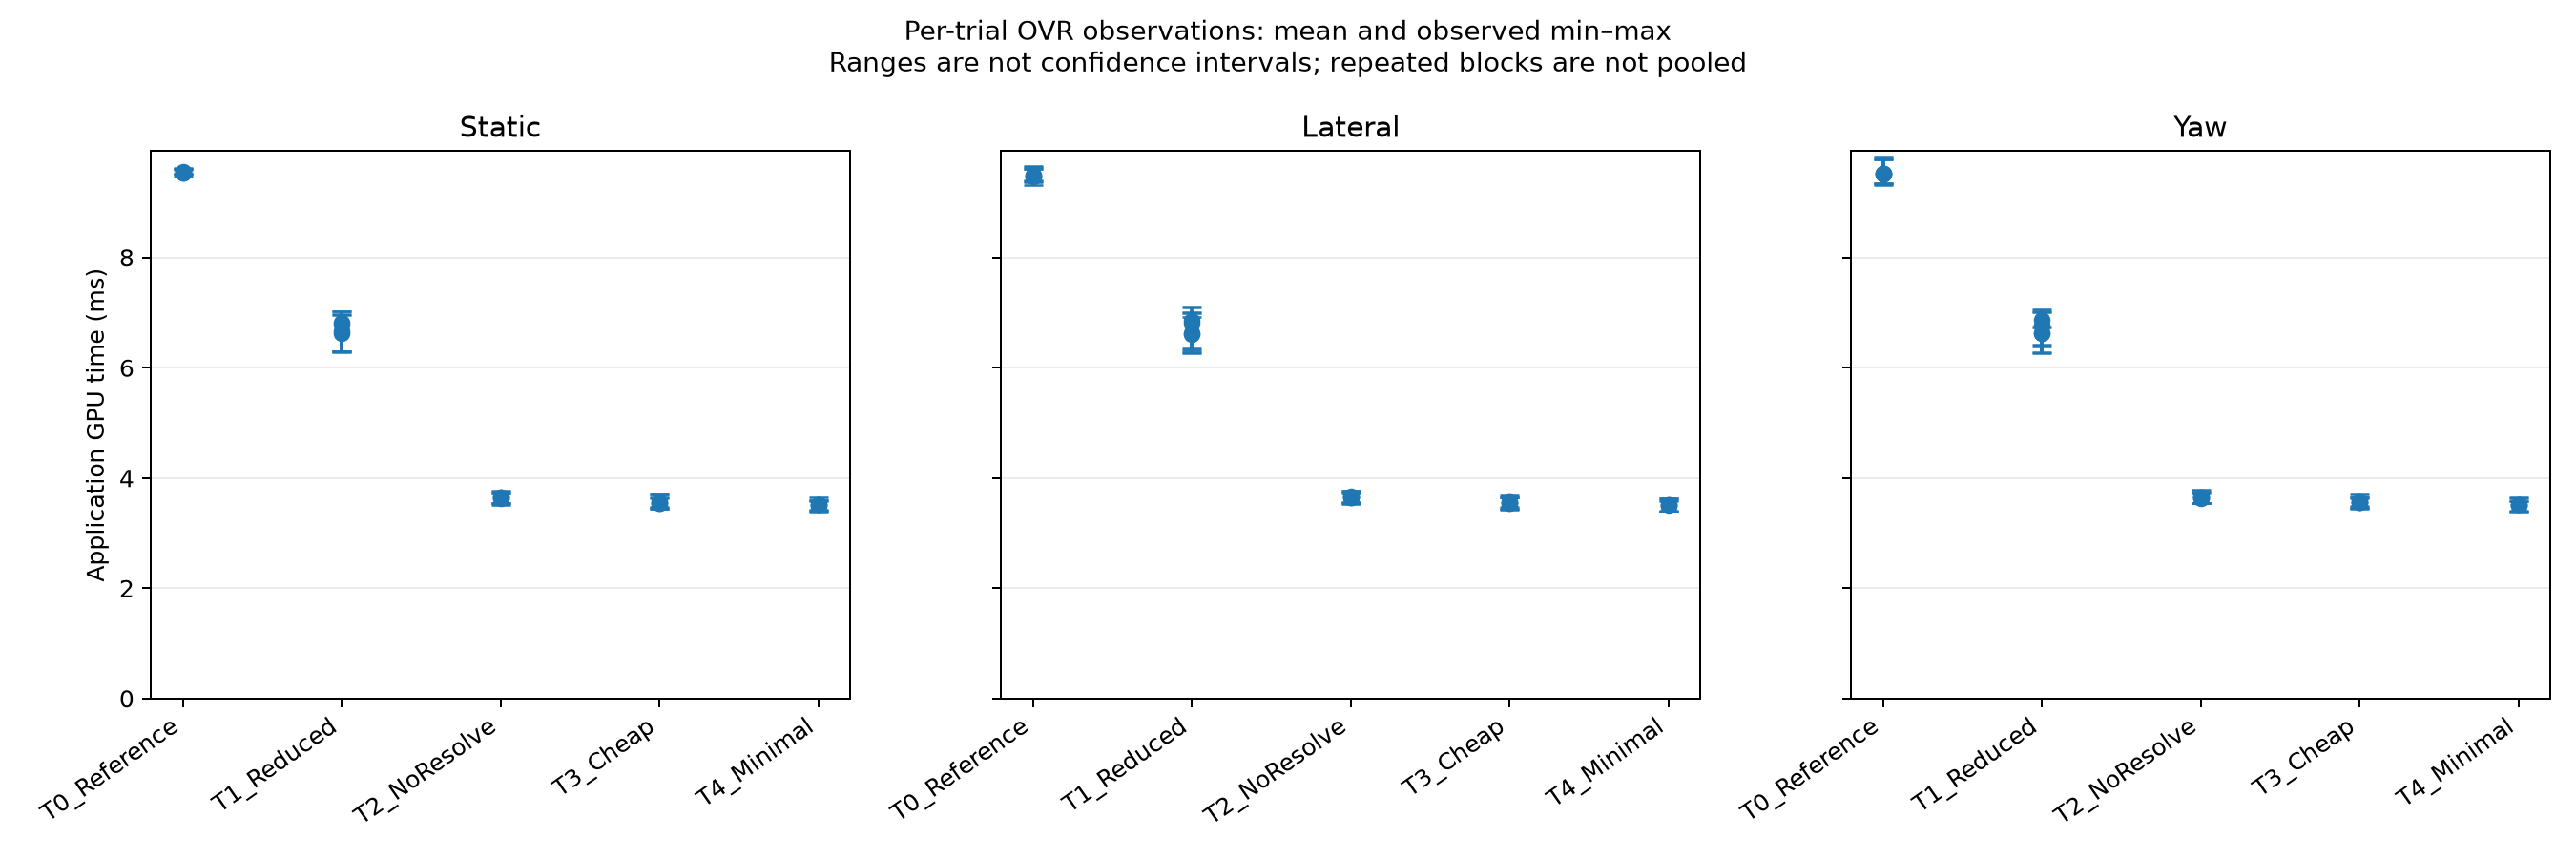 Per-trial OVR observations: mean and observed min–max
Ranges are not confidence intervals; repeated blocks are not pooled
Static
Lateral
Yaw
Application GPU time (ms)
8
6
4
2
0
T0_Reference
T1_Reduced
T2_NoResolve
T3_Cheap
T4_Minimal
T0_Reference
T1_Reduced
T2_NoResolve
T3_Cheap
T4_Minimal
T0_Reference
T1_Reduced
T2_NoResolve
T3_Cheap
T4_Minimal